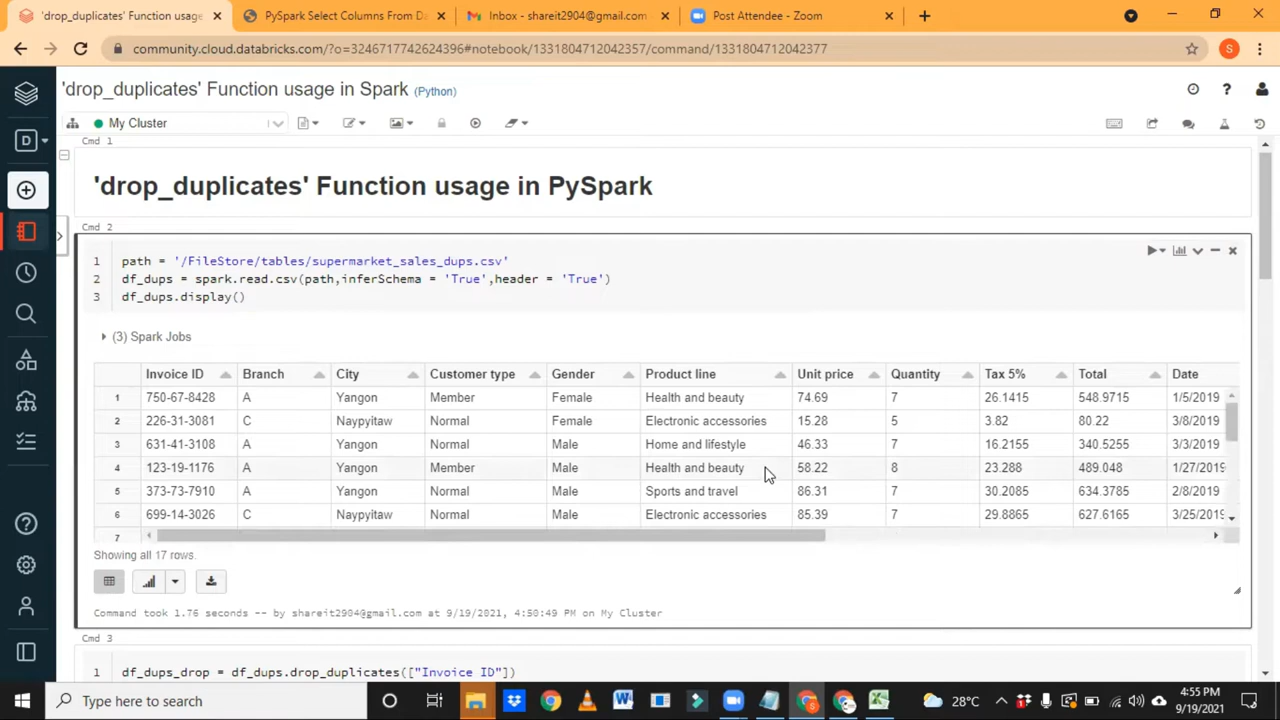 'drop_duplicates' Function usage
PySpark Select Columns From Da
Inbox - shareit2904@gmail.com
Post Attendee - Zoom
community.cloud.databricks.com/?o=3246717742624396#notebook/1331804712042357/command/1331804712042377
S
'drop_duplicates' Function usage in Spark (Python)
D
My Cluster
Cmd 1
'drop_duplicates' Function usage in PySpark
Cmd 2
1 path = '/FileStore/tables/supermarket_sales_dups.csv'
2 df_dups = spark.read.csv(path,inferSchema = 'True',header = 'True')
3 df_dups.display()
(3) Spark Jobs
Invoice ID Branch City Customer type Gender Product line Unit price Quantity Tax 5% Total Date
1 750-67-8428 A Yangon Member Female Health and beauty 74.69 7 26.1415 548.9715 1/5/2019
2 226-31-3081 C Naypyitaw Normal Female Electronic accessories 15.28 5 3.82 80.22 3/8/2019
3 631-41-3108 A Yangon Normal Male Home and lifestyle 46.33 7 16.2155 340.5255 3/3/2019
4 123-19-1176 A Yangon Member Male Health and beauty 58.22 8 23.288 489.048 1/27/2019
5 373-73-7910 A Yangon Normal Male Sports and travel 86.31 7 30.2085 634.3785 2/8/2019
6 699-14-3026 C Naypyitaw Normal Male Electronic accessories 85.39 7 29.8865 627.6165 3/25/2019
7
Showing all 17 rows.
Command took 1.76 seconds -- by shareit2904@gmail.com at 9/19/2021, 4:50:49 PM on My Cluster
Cmd 3
1 df_dups_drop = df_dups.drop_duplicates(["Invoice ID"])
Type here to search
28°C
4:55 PM
9/19/2021